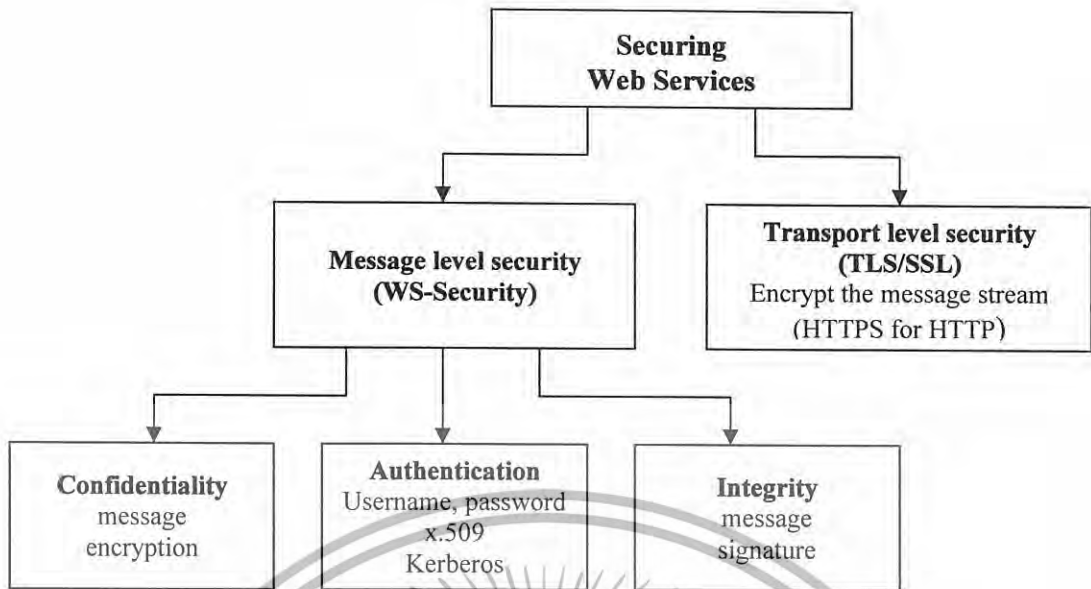 Securing
Web Services
Message level security
(WS-Security)
Transport level security
(TLS/SSL)
Encrypt the message stream
(HTTPS for HTTP)
Confidentiality
message
encryption
Authentication
Username, password
x.509
Kerberos
Integrity
message
signature